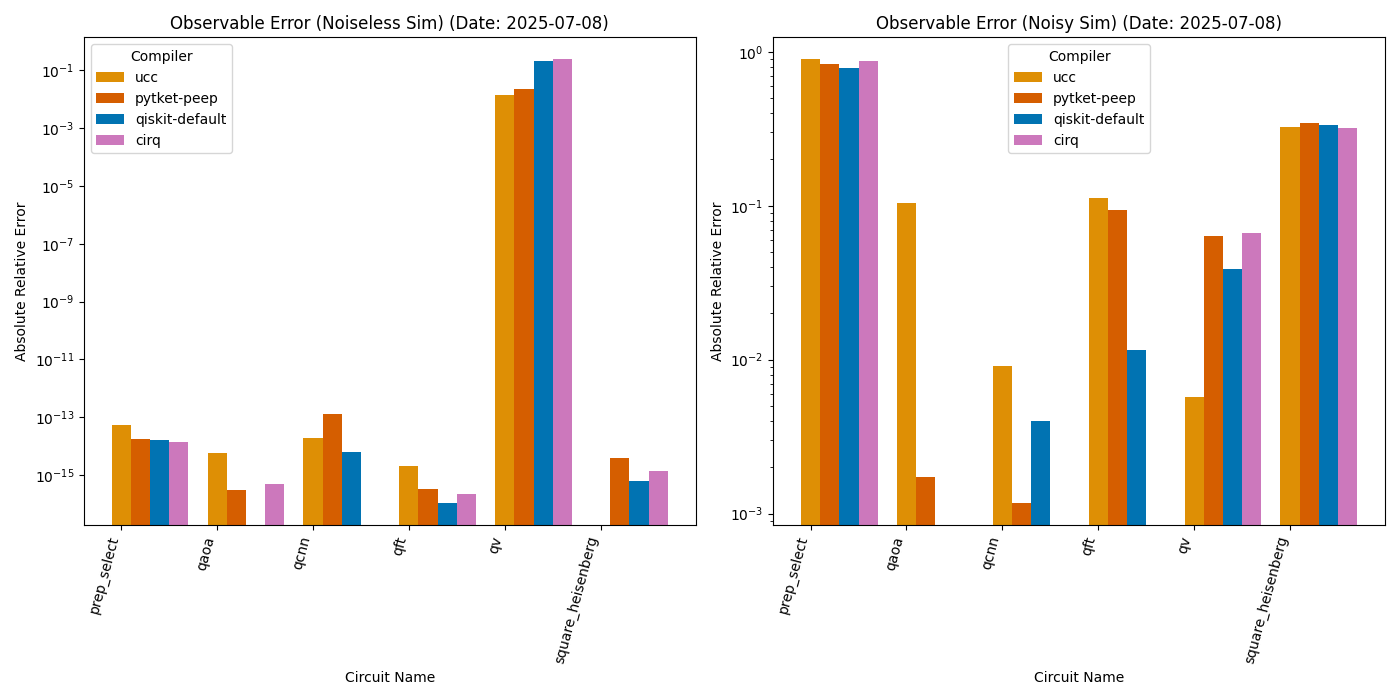 Observable Error (Noiseless Sim) (Date: 2025-07-08)
Compiler
ucc
pytket-peep
qiskit-default
cirq
Absolute Relative Error
10⁻¹
10⁻³
10⁻⁵
10⁻⁷
10⁻⁹
10⁻¹¹
10⁻¹³
10⁻¹⁵
prep_select
qaoa
qcnn
qft
qv
square_heisenberg
Circuit Name
Observable Error (Noisy Sim) (Date: 2025-07-08)
Compiler
ucc
pytket-peep
qiskit-default
cirq
Absolute Relative Error
10⁰
10⁻¹
10⁻²
10⁻³
prep_select
qaoa
qcnn
qft
qv
square_heisenberg
Circuit Name